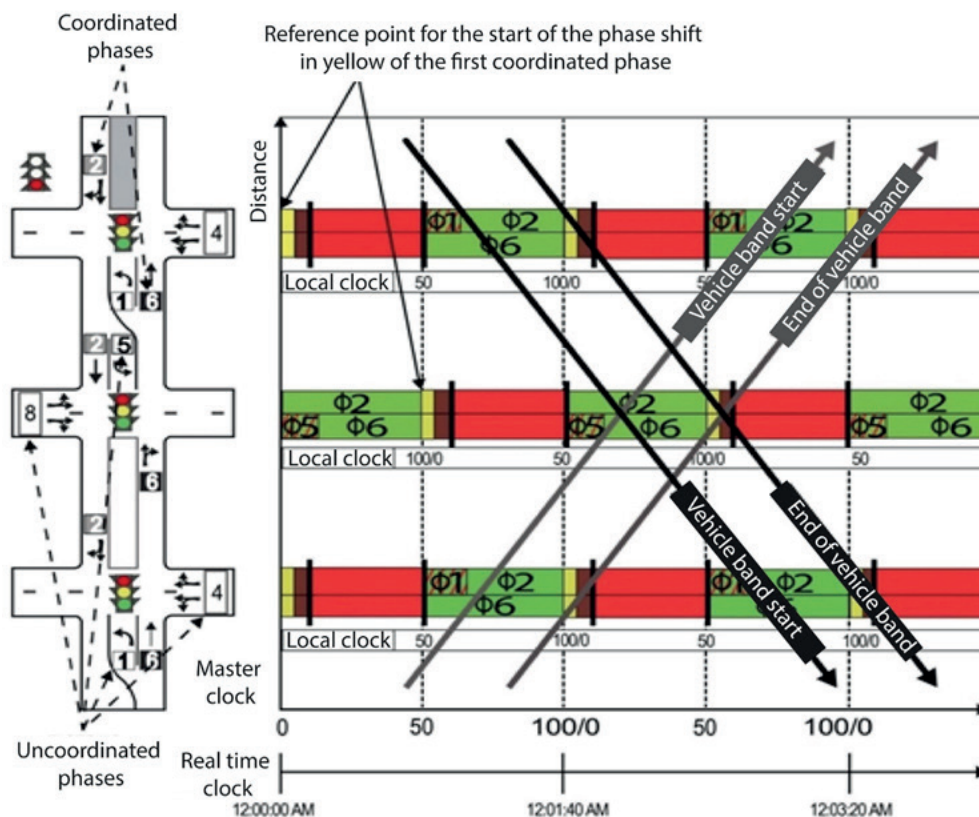 Coordinated
phases
Reference point for the start of the phase shift
in yellow of the first coordinated phase
2
4
1 6
2 5
8
6
2
4
1 6
Uncoordinated
phases
Distance
Φ1 Φ2
Φ6
Φ1 Φ2
Φ6
Local clock 50 100/0 50 100/0
Φ2
Φ5 Φ6
Φ2
Φ5 Φ6
Φ2
Φ5 Φ6
Local clock 100/0 50 100/0 50
Φ1 Φ2
Φ6
Φ2
Local clock 50 100/0 50 100/0
Vehicle band start
End of vehicle band
Vehicle band start
End of vehicle band
Master
clock
0 50 100/0 50 100/0
Real time
clock
12:00:00 AM 12:01:40 AM 12:03:20 AM